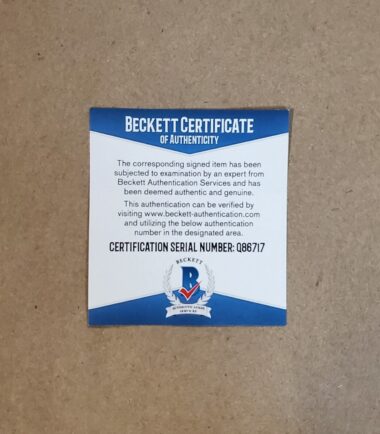 BECKETT CERTIFICATE
OF AUTHENTICITY
The corresponding signed item has been
subjected to examination by an expert from
Beckett Authentication Services and has
been deemed authentic and genuine.
This authentication can be verified by
visiting www.beckett-authentication.com
and utilizing the below authentication
number in the designated area.
CERTIFICATION SERIAL NUMBER: Q86717
BECKETT
B
AUTHENTICATION
SERVICES